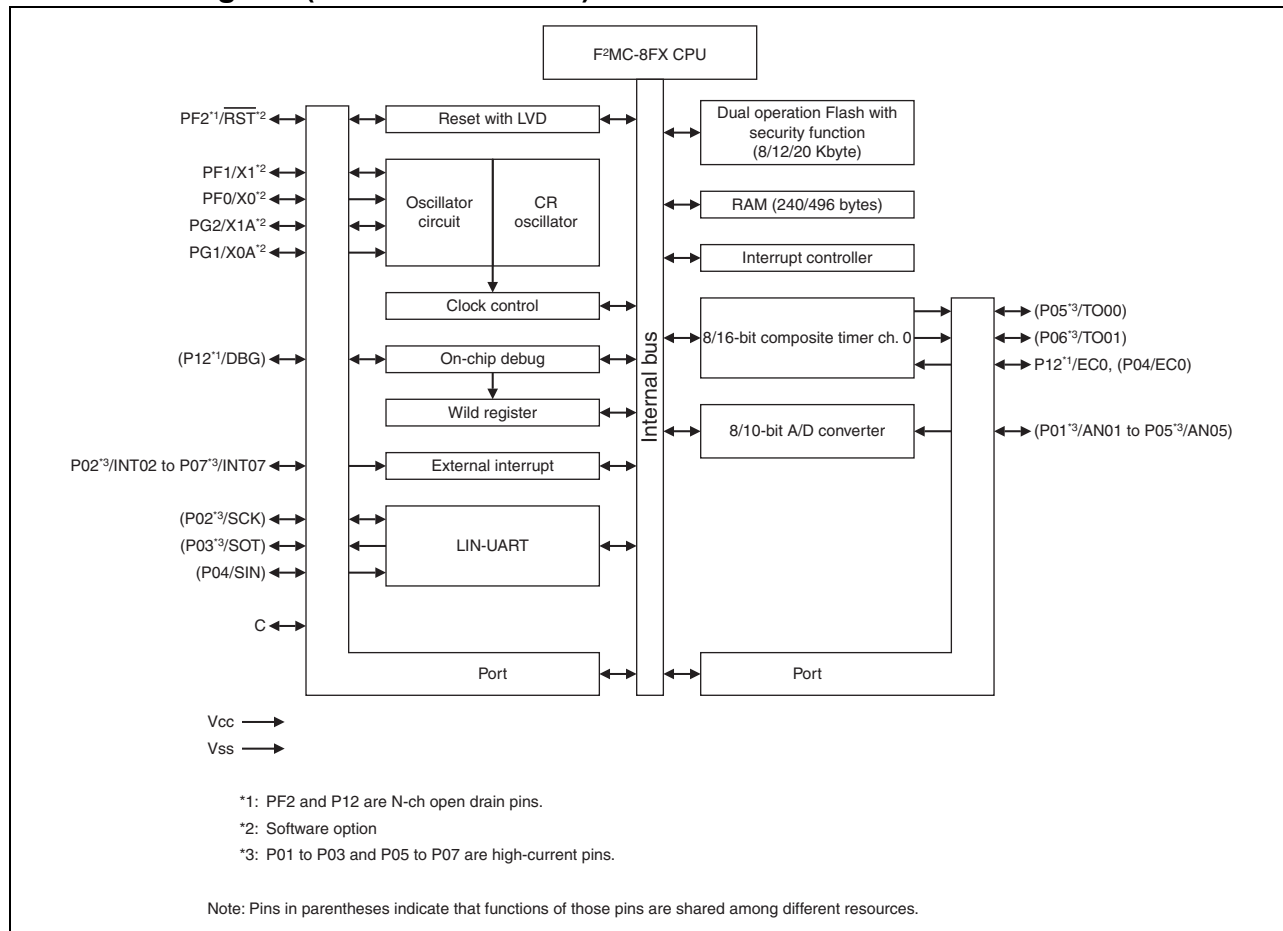 F²MC-8FX CPU
PF2*1/RST*2
Reset with LVD
Dual operation Flash with
security function
(8/12/20 Kbyte)
PF1/X1*2
PF0/X0*2
PG2/X1A*2
PG1/X0A*2
Oscillator
circuit
CR
oscillator
RAM (240/496 bytes)
Interrupt controller
Clock control
(P12*1/DBG)
On-chip debug
Wild register
Internal bus
8/16-bit composite timer ch. 0
(P05*3/TO00)
(P06*3/TO01)
P12*1/EC0, (P04/EC0)
8/10-bit A/D converter
(P01*3/AN01 to P05*3/AN05)
P02*3/INT02 to P07*3/INT07
External interrupt
(P02*3/SCK)
(P03*3/SOT)
(P04/SIN)
LIN-UART
C
Port
Port
Vcc
Vss
*1: PF2 and P12 are N-ch open drain pins.
*2: Software option
*3: P01 to P03 and P05 to P07 are high-current pins.
Note: Pins in parentheses indicate that functions of those pins are shared among different resources.